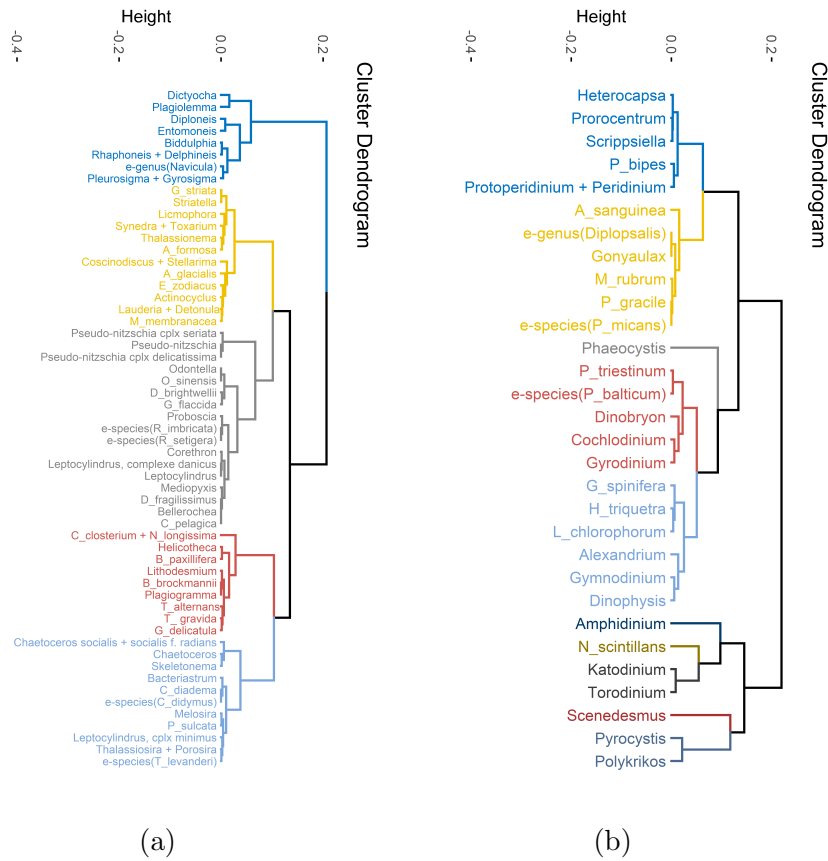 Height
-0.4
-0.2
0.0
0.2
Cluster Dendrogram
Dictyocha
Plagiolemma
Diploneis
Entomoneis
Biddulphia
Rhaphoneis + Delphineis
e-genus(Navicula)
Pleurosigma + Gyrosigma
G_striata
Striatella
Licmophora
Synedra + Toxarium
Thalassionema
A_formosa
Coscinodiscus + Stellarima
A_glacialis
E_zodiacus
Actinocyclus
Lauderia + Detonula
M_membranacea
Pseudo-nitzschia cplx seriata
Pseudo-nitzschia
Pseudo-nitzschia cplx delicatissima
Odontella
O_sinensis
D_brightwellii
G_flaccida
Proboscia
e-species(R_imbricata)
e-species(R_setigera)
Corethron
Leptocylindrus, complexe danicus
Leptocylindrus
Mediopyxis
D_fragilissimus
Bellerochea
C_pelagica
C_closterium + N_longissima
Helicotheca
B_paxillifera
Lithodesmium
B_brockmannii
Plagiogramma
T_alternans
T_ gravida
G_delicatula
Chaetoceros socialis + socialis f. radians
Chaetoceros
Skeletonema
Bacteriastrum
C_diadema
e-species(C_didymus)
Melosira
P_sulcata
Leptocylindrus, cplx minimus
Thalassiosira + Porosira
e-species(T_levanderi)
(a)
Height
-0.4
-0.2
0.0
0.2
Cluster Dendrogram
Heterocapsa
Prorocentrum
Scrippsiella
P_bipes
Protoperidinium + Peridinium
A_sanguinea
e-genus(Diplopsalis)
Gonyaulax
M_rubrum
P_gracile
e-species(P_micans)
Phaeocystis
P_triestinum
e-species(P_balticum)
Dinobryon
Cochlodinium
Gyrodinium
G_spinifera
H_triquetra
L_chlorophorum
Alexandrium
Gymnodinium
Dinophysis
Amphidinium
N_scintillans
Katodinium
Torodinium
Scenedesmus
Pyrocystis
Polykrikos
(b)